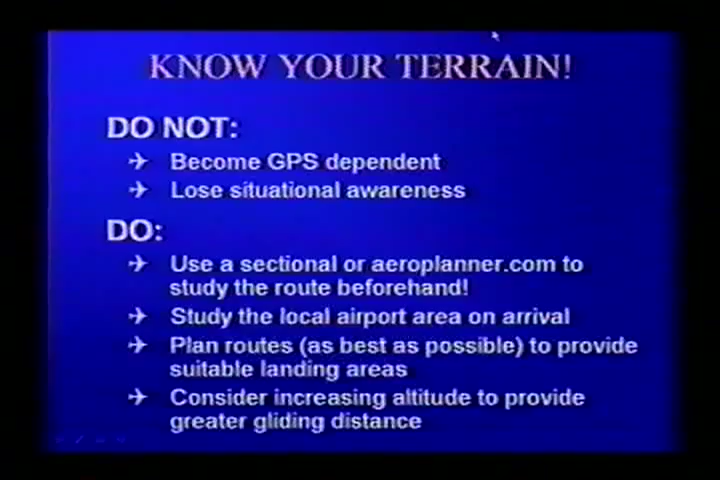 KNOW YOUR TERRAIN!
DO NOT:
Become GPS dependent
Lose situational awareness
DO:
Use a sectional or aeroplanner.com to
study the route beforehand!
Study the local airport area on arrival
Plan routes (as best as possible) to provide
suitable landing areas
Consider increasing altitude to provide
greater gliding distance